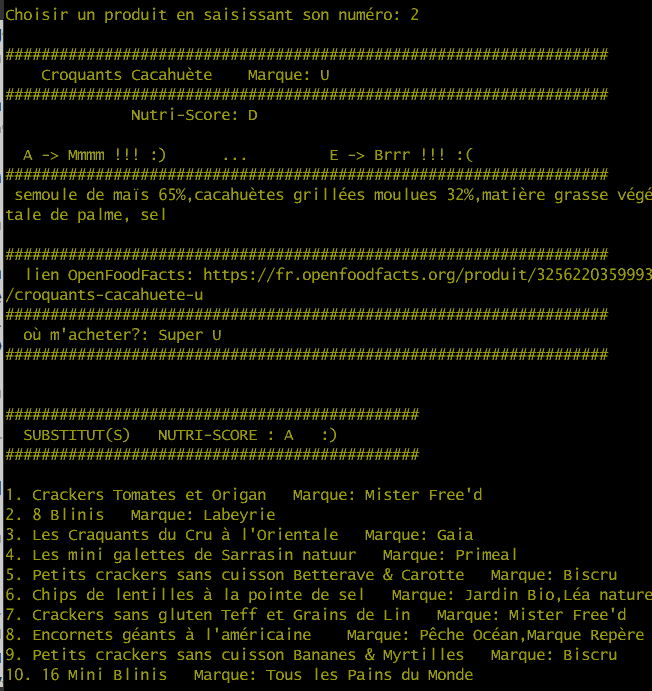 Choisir un produit en saisissant son numéro: 2
###################################################################
Croquants Cacahuète    Marque: U
###################################################################
Nutri-Score: D
A -> Mmmm !!! :)      ...         E -> Brrr !!! :(
###################################################################
semoule de maïs 65%,cacahuètes grillées moulues 32%,matière grasse végé
tale de palme, sel
###################################################################
lien OpenFoodFacts: https://fr.openfoodfacts.org/produit/3256220359993
/croquants-cacahuete-u
###################################################################
où m'acheter?: Super U
###################################################################
##############################################
SUBSTITUT(S)   NUTRI-SCORE : A   :)
##############################################
1. Crackers Tomates et Origan   Marque: Mister Free'd
2. 8 Blinis   Marque: Labeyrie
3. Les Craquants du Cru à l'Orientale   Marque: Gaia
4. Les mini galettes de Sarrasin natuur   Marque: Primeal
5. Petits crackers sans cuisson Betterave & Carotte   Marque: Biscru
6. Chips de lentilles à la pointe de sel   Marque: Jardin Bio,Léa nature
7. Crackers sans gluten Teff et Grains de Lin   Marque: Mister Free'd
8. Encornets géants à l'américaine    Marque: Pêche Océan,Marque Repère
9. Petits crackers sans cuisson Bananes & Myrtilles   Marque: Biscru
10. 16 Mini Blinis   Marque: Tous les Pains du Monde